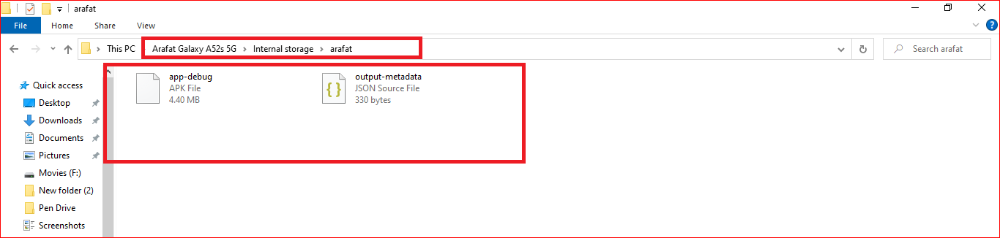 arafat
File Home Share View
This PC Arafat Galaxy A52s 5G Internal storage arafat
Search arafat
Quick access
Desktop
Downloads
Documents
Pictures
Movies (F:)
New folder (2)
Pen Drive
Screenshots
app-debug
APK File
4.40 MB
output-metadata
JSON Source File
330 bytes